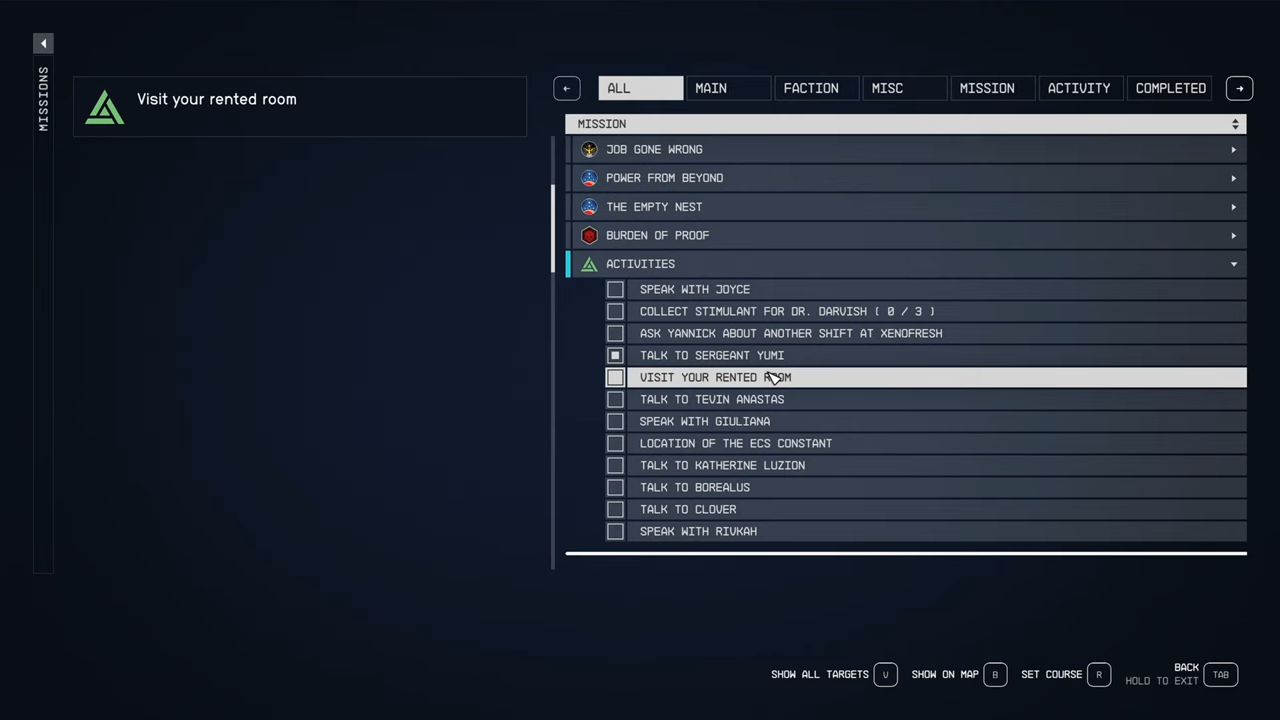 MISSIONS
Visit your rented room
ALL MAIN FACTION MISC MISSION ACTIVITY COMPLETED
MISSION
JOB GONE WRONG
POWER FROM BEYOND
THE EMPTY NEST
BURDEN OF PROOF
ACTIVITIES
SPEAK WITH JOYCE
COLLECT STIMULANT FOR DR. DARVISH ( 0 / 3 )
ASK YANNICK ABOUT ANOTHER SHIFT AT XENOFRESH
TALK TO SERGEANT YUMI
VISIT YOUR RENTED ROOM
TALK TO TEVIN ANASTAS
SPEAK WITH GIULIANA
LOCATION OF THE ECS CONSTANT
TALK TO KATHERINE LUZION
TALK TO BOREALUS
TALK TO CLOVER
SPEAK WITH RIVKAH
SHOW ALL TARGETS V SHOW ON MAP B SET COURSE R BACK TAB
HOLD TO EXIT